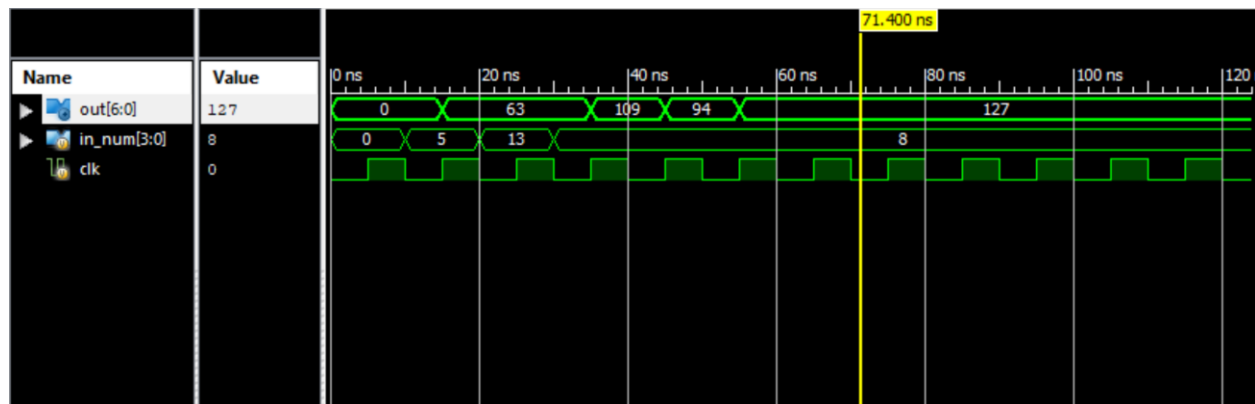 71.400 ns
Name Value 0 ns 20 ns 40 ns 60 ns 80 ns 100 ns 120
out[6:0] 127 0 63 109 94 127
in_num[3:0] 8 0 5 13 8
clk 0